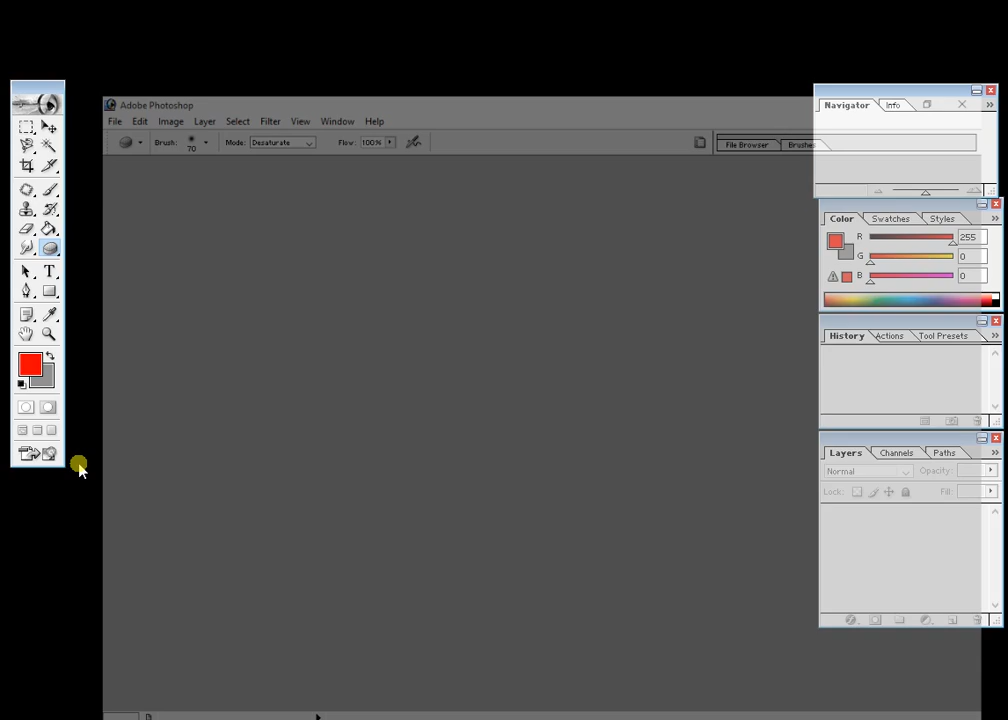 Adobe Photoshop
File Edit Image Layer Select Filter View Window Help
Brush: 70 Mode: Desaturate Flow: 100% File Browser Brushes
Navigator Info
Color Swatches Styles
R 255
G 0
B 0
History Actions Tool Presets
Layers Channels Paths
Normal Opacity:
Lock: Fill: